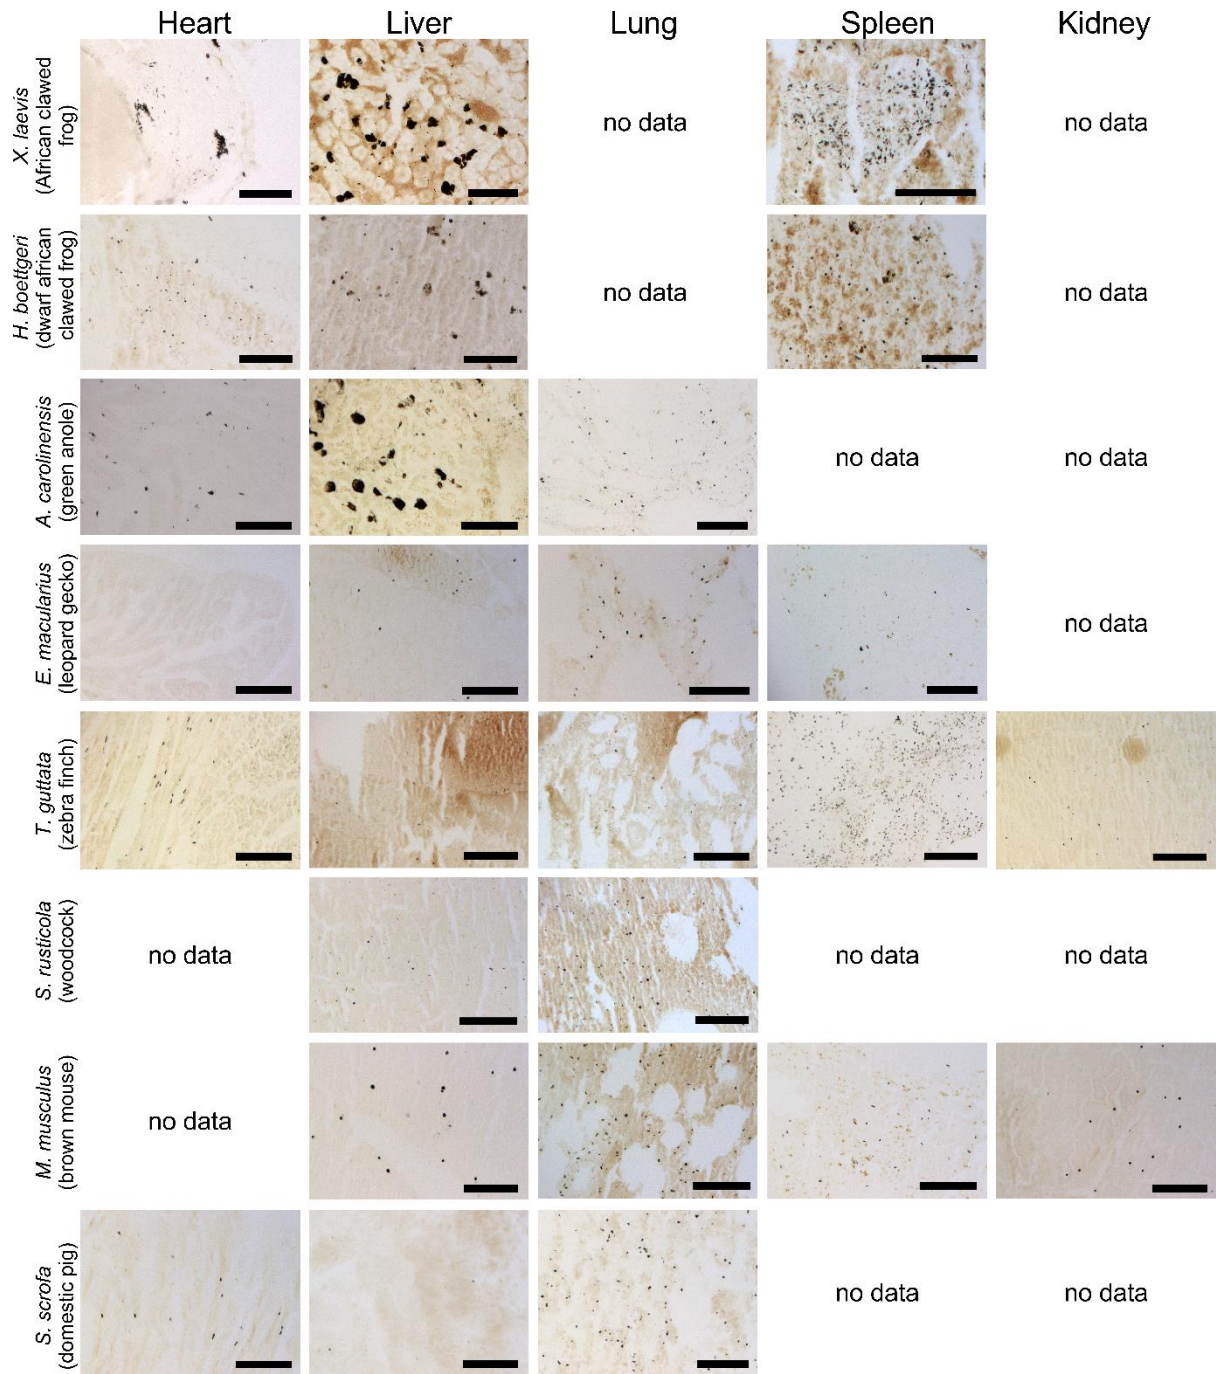 Heart Liver Lung Spleen Kidney
X. laevis
(African clawed
frog)
no data
no data
H. boettgeri
(dwarf african
clawed frog)
no data
no data
A. carolinensis
(green anole)
no data
no data
E. macularius
(leopard gecko)
no data
T. guttata
(zebra finch)
S. rusticola
(woodcock)
no data
no data
no data
M. musculus
(brown mouse)
no data
S. scrofa
(domestic pig)
no data
no data